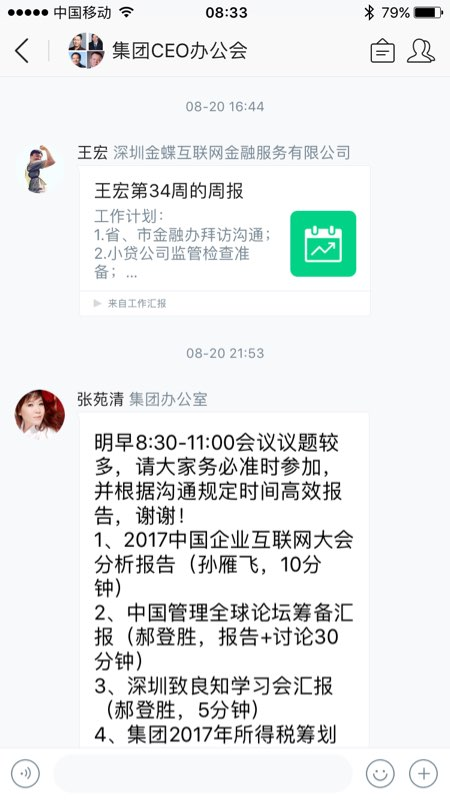 中国移动 08:33 79%
集团CEO办公会
08-20 16:44
王宏 深圳金蝶互联网金融服务有限公司
王宏第34周的周报
工作计划：
1.省、市金融办拜访沟通；
2.小贷公司监管检查准
备；...
来自工作汇报
08-20 21:53
张苑清 集团办公室
明早8:30-11:00会议议题较
多，请大家务必准时参加，
并根据沟通规定时间高效报
告，谢谢！
1、2017中国企业互联网大会
分析报告（孙雁飞，10分
钟）
2、中国管理全球论坛筹备汇
报（郝登胜，报告+讨论30
分钟）
3、深圳致良知学习会汇报
（郝登胜，5分钟）
4、集团2017年所得税筹划